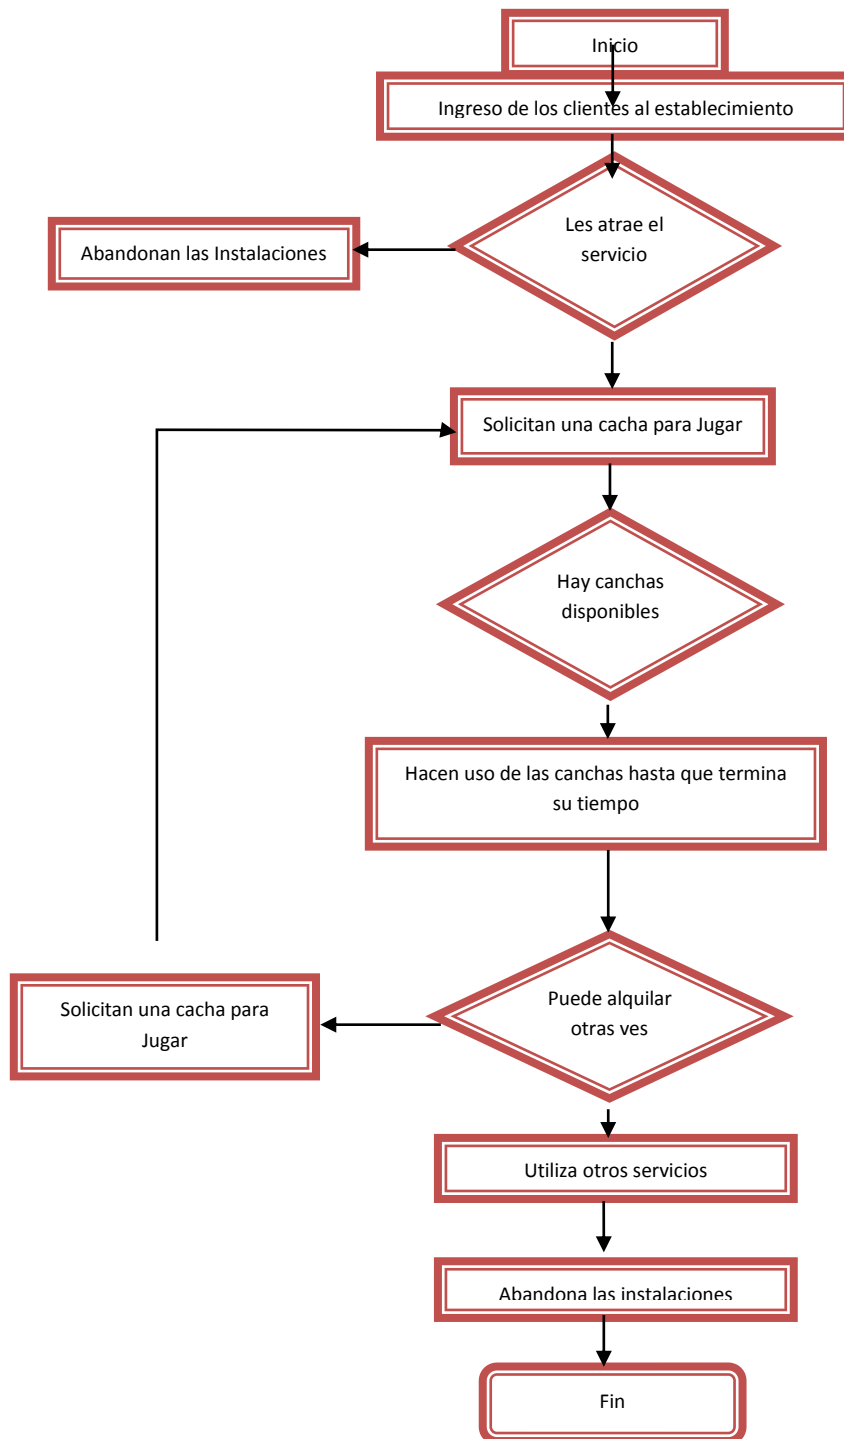 Inicio
Ingreso de los clientes al establecimiento
Les atrae el
servicio
Abandonan las Instalaciones
Solicitan una cacha para Jugar
Hay canchas
disponibles
Hacen uso de las canchas hasta que termina
su tiempo
Puede alquilar
otras ves
Solicitan una cacha para
Jugar
Utiliza otros servicios
Abandona las instalaciones
Fin